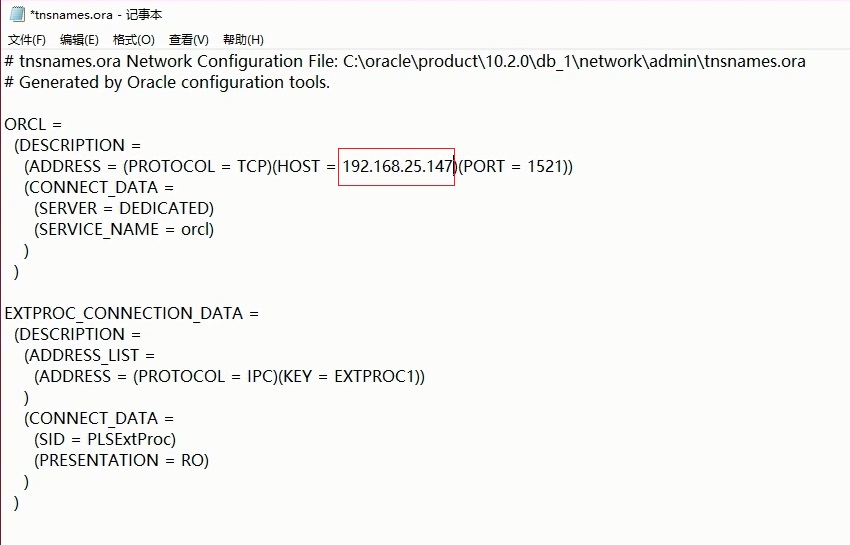 *tnsnames.ora - 记事本
文件(F) 编辑(E) 格式(O) 查看(V) 帮助(H)
# tnsnames.ora Network Configuration File: C:\oracle\product\10.2.0\db_1\network\admin\tnsnames.ora
# Generated by Oracle configuration tools.

ORCL =
  (DESCRIPTION =
    (ADDRESS = (PROTOCOL = TCP)(HOST = 192.168.25.147)(PORT = 1521))
    (CONNECT_DATA =
      (SERVER = DEDICATED)
      (SERVICE_NAME = orcl)
    )
  )

EXTPROC_CONNECTION_DATA =
  (DESCRIPTION =
    (ADDRESS_LIST =
      (ADDRESS = (PROTOCOL = IPC)(KEY = EXTPROC1))
    )
    (CONNECT_DATA =
      (SID = PLSExtProc)
      (PRESENTATION = RO)
    )
  )